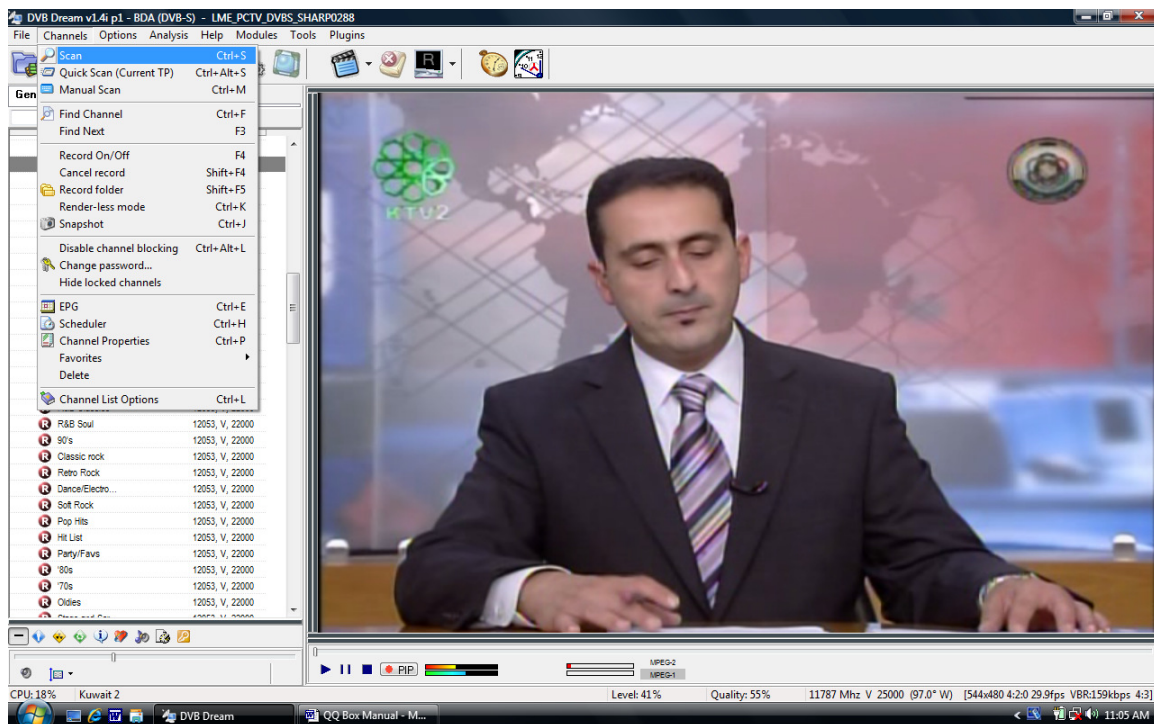 DVB Dream v1.4i p1 - BDA (DVB-S) - LME_PCTV_DVBS_SHARP0288
File Channels Options Analysis Help Modules Tools Plugins
Scan Ctrl+S
Quick Scan (Current TP) Ctrl+Alt+S
Manual Scan Ctrl+M
Gen
Find Channel Ctrl+F
Find Next F3
Record On/Off F4
Cancel record Shift+F4
Record folder Shift+F5
Render-less mode Ctrl+K
Snapshot Ctrl+J
Disable channel blocking Ctrl+Alt+L
Change password...
Hide locked channels
EPG Ctrl+E
Scheduler Ctrl+H
Channel Properties Ctrl+P
Favorites
Delete
Channel List Options Ctrl+L
KTV2
R R&B Soul 12053, V, 22000
R 90's 12053, V, 22000
R Classic rock 12053, V, 22000
R Retro Rock 12053, V, 22000
R Dance/Electro... 12053, V, 22000
R Soft Rock 12053, V, 22000
R Pop Hits 12053, V, 22000
R Hit List 12053, V, 22000
R Party/Favs 12053, V, 22000
R '80s 12053, V, 22000
R '70s 12053, V, 22000
R Oldies 12053, V, 22000
PIP
MPEG-2
MPEG-1
CPU: 18% Kuwait 2 Level: 41% Quality: 55% 11787 Mhz V 25000 (97.0° W) [544x480 4:2:0 29.9fps VBR:159kbps 4:3]
DVB Dream QQ Box Manual - M... 11:05 AM